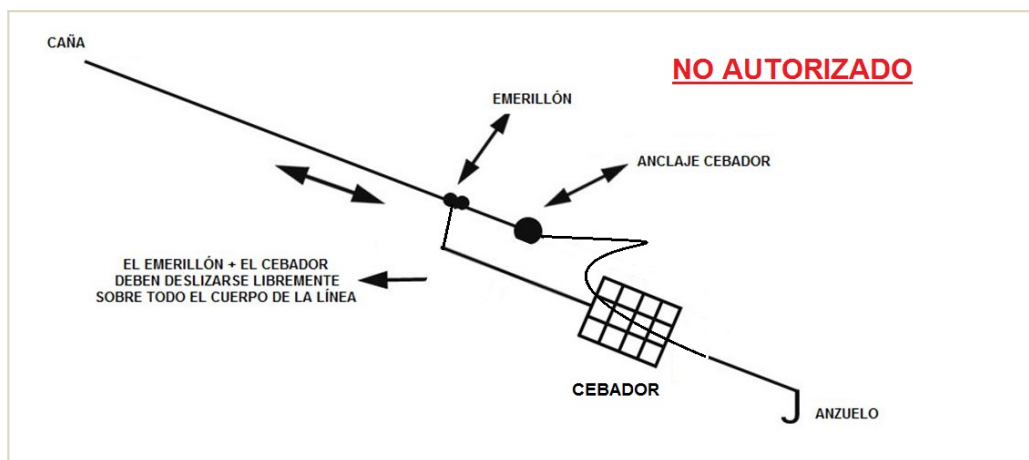 CAÑA
NO AUTORIZADO
EMERILLÓN
ANCLAJE CEBADOR
EL EMERILLÓN + EL CEBADOR
DEBEN DESLIZARSE LIBREMENTE
SOBRE TODO EL CUERPO DE LA LÍNEA
CEBADOR
ANZUELO